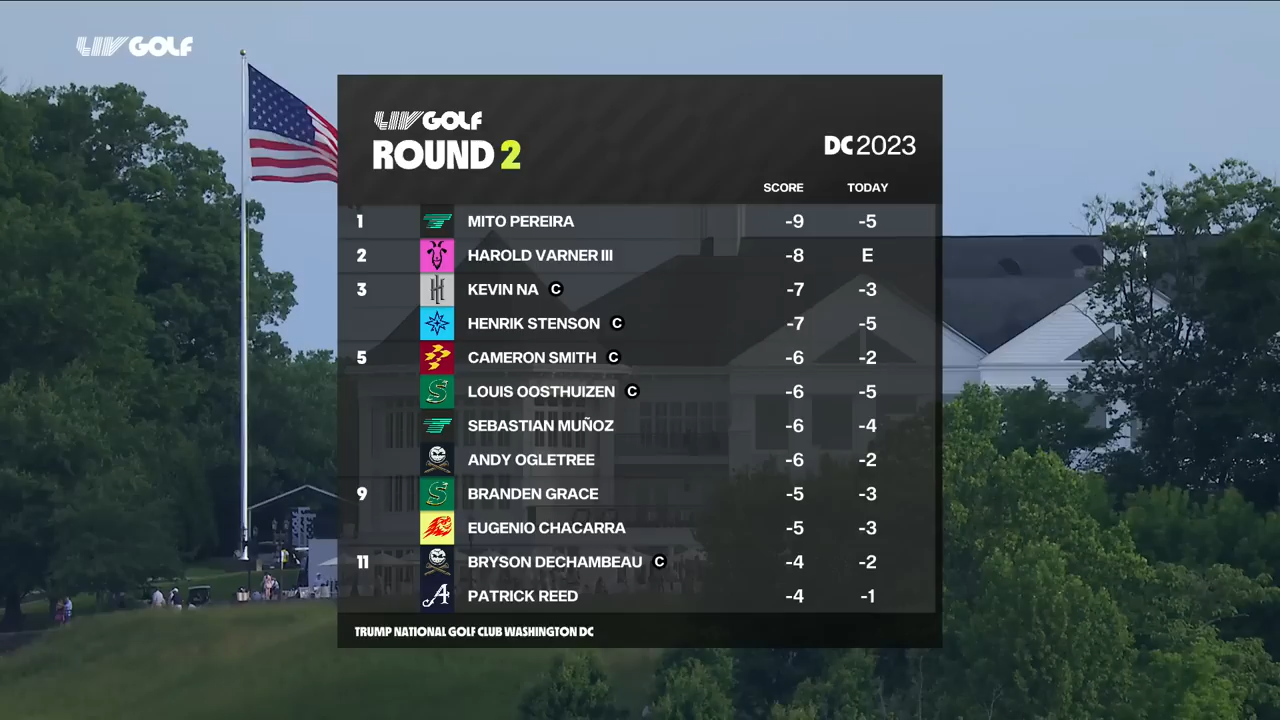 LIV GOLF
LIV GOLF
ROUND 2
DC 2023
SCORE TODAY
1 MITO PEREIRA -9 -5
2 HAROLD VARNER III -8 E
3 KEVIN NA C -7 -3
HENRIK STENSON C -7 -5
5 CAMERON SMITH C -6 -2
LOUIS OOSTHUIZEN C -6 -5
SEBASTIAN MUÑOZ -6 -4
ANDY OGLETREE -6 -2
9 BRANDEN GRACE -5 -3
EUGENIO CHACARRA -5 -3
11 BRYSON DECHAMBEAU C -4 -2
PATRICK REED -4 -1
TRUMP NATIONAL GOLF CLUB WASHINGTON DC